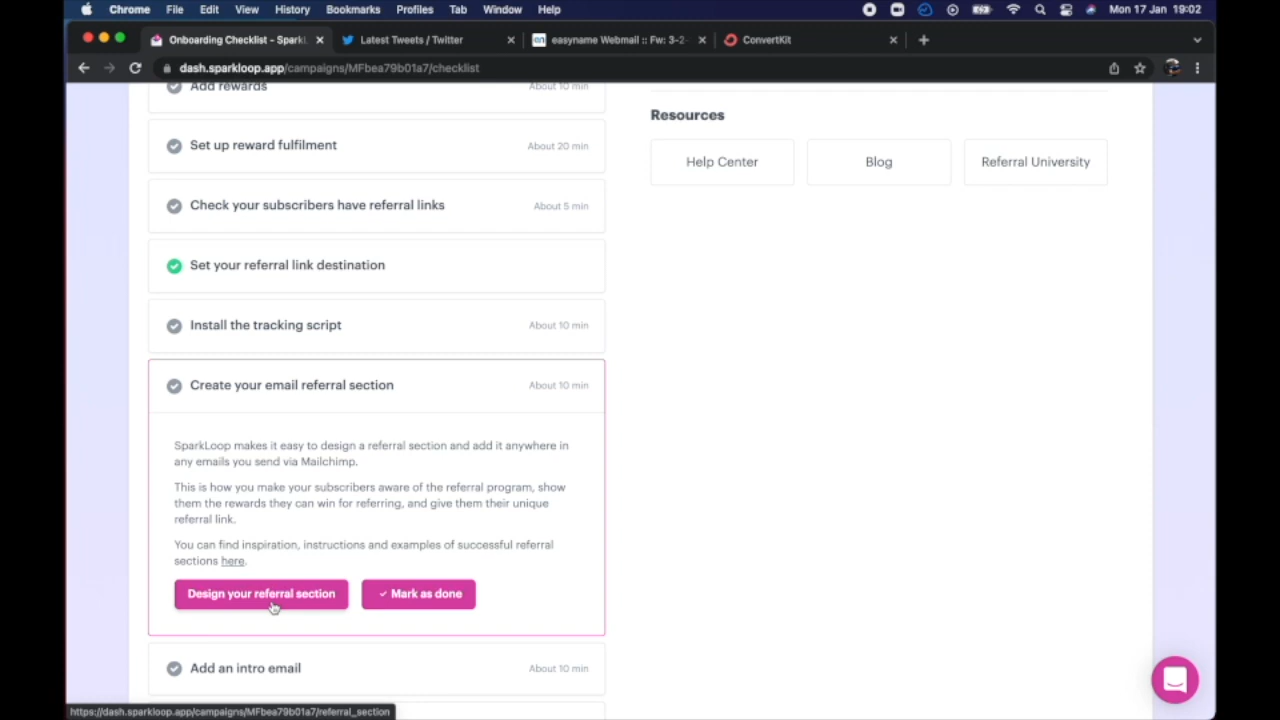 Chrome File Edit View History Bookmarks Profiles Tab Window Help Mon 17 Jan 19:02
Onboarding Checklist – SparkL Latest Tweets / Twitter easyname Webmail :: Fw: 3-2- ConvertKit
dash.sparkloop.app/campaigns/MFbea79b01a7/checklist
Add rewards About 10 min
Resources
Set up reward fulfilment About 20 min
Help Center Blog Referral University
Check your subscribers have referral links About 5 min
Set your referral link destination
Install the tracking script About 10 min
Create your email referral section About 10 min
SparkLoop makes it easy to design a referral section and add it anywhere in
any emails you send via Mailchimp.
This is how you make your subscribers aware of the referral program, show
them the rewards they can win for referring, and give them their unique
referral link.
You can find inspiration, instructions and examples of successful referral
sections here.
Design your referral section ✓ Mark as done
Add an intro email About 10 min
https://dash.sparkloop.app/campaigns/MFbea79b01a7/referral_section